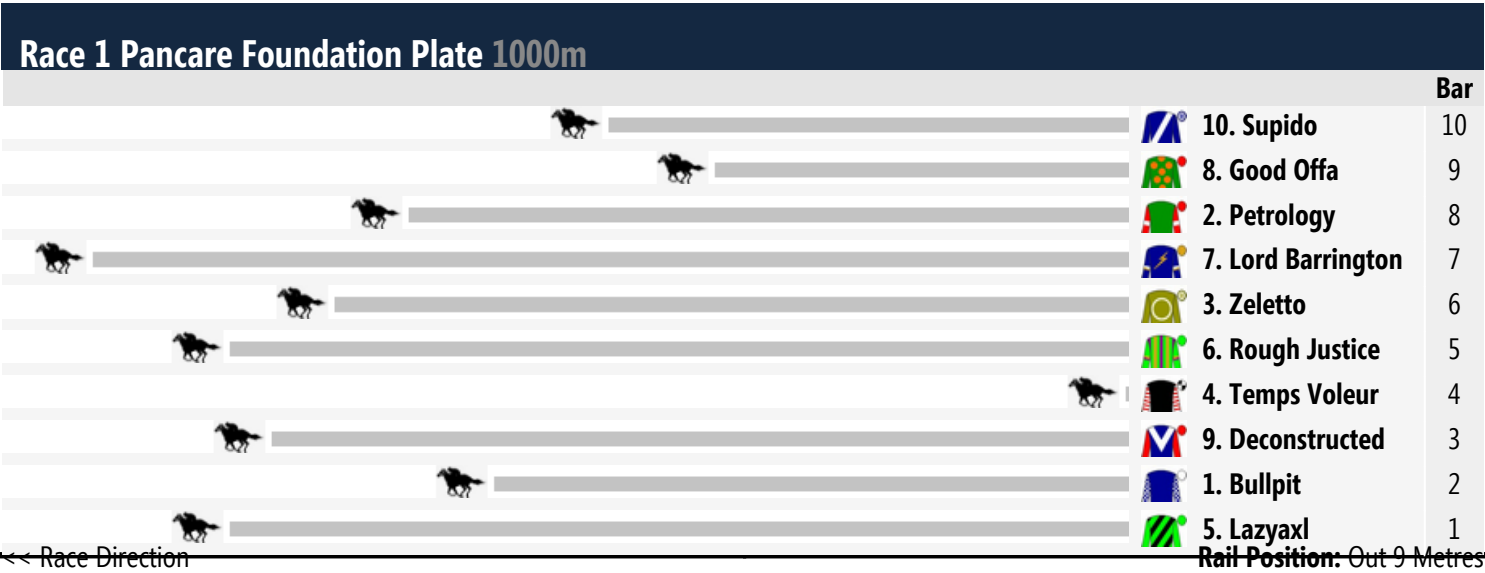 Race 1 Pancare Foundation Plate 1000m
Bar
10. Supido 10
8. Good Offa 9
2. Petrology 8
7. Lord Barrington 7
3. Zeletto 6
6. Rough Justice 5
4. Temps Voleur 4
9. Deconstructed 3
1. Bullpit 2
5. Lazyaxl 1
<< Race Direction Rail Position: Out 9 Metres